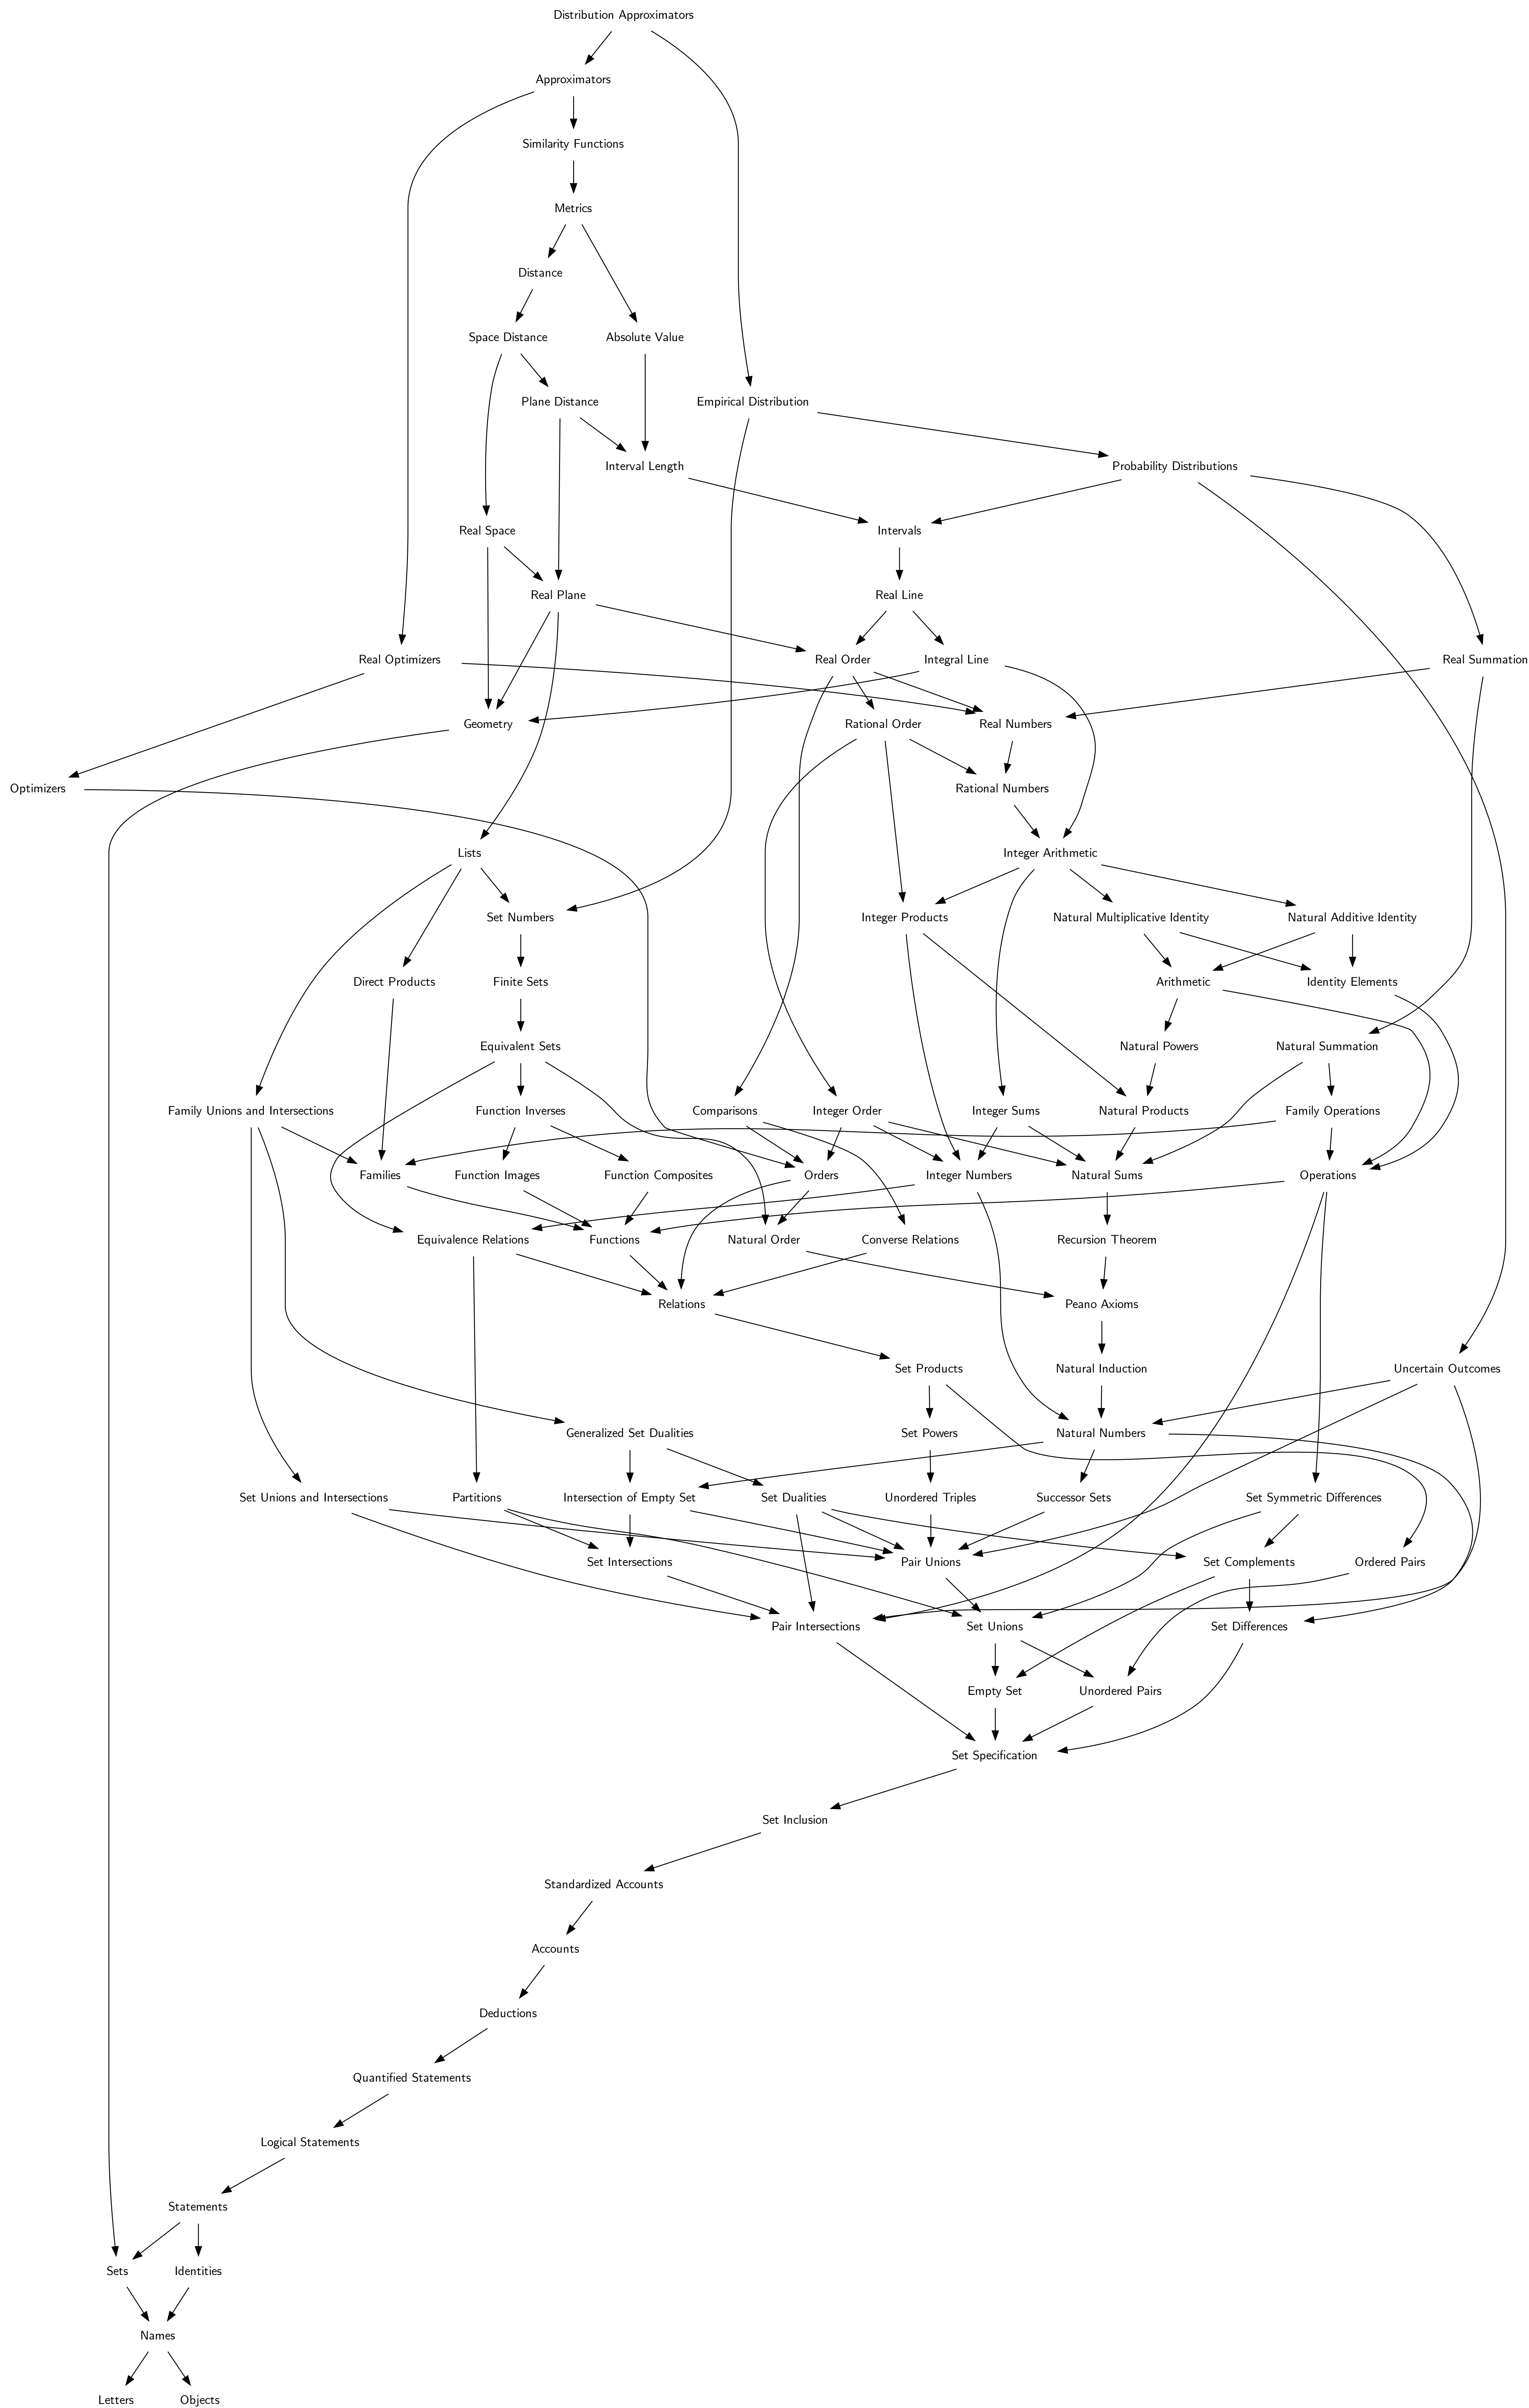 Distribution Approximators
Approximators
Similarity Functions
Metrics
Distance
Space Distance
Absolute Value
Plane Distance
Empirical Distribution
Interval Length
Probability Distributions
Real Space
Intervals
Real Plane
Real Line
Real Optimizers
Real Order
Integral Line
Real Summation
Geometry
Rational Order
Real Numbers
Optimizers
Rational Numbers
Lists
Integer Arithmetic
Set Numbers
Integer Products
Natural Multiplicative Identity
Natural Additive Identity
Direct Products
Finite Sets
Arithmetic
Identity Elements
Equivalent Sets
Natural Powers
Natural Summation
Family Unions and Intersections
Function Inverses
Comparisons
Integer Order
Integer Sums
Natural Products
Family Operations
Families
Function Images
Function Composites
Orders
Integer Numbers
Natural Sums
Operations
Equivalence Relations
Functions
Natural Order
Converse Relations
Recursion Theorem
Relations
Peano Axioms
Set Products
Natural Induction
Uncertain Outcomes
Generalized Set Dualities
Set Powers
Natural Numbers
Set Unions and Intersections
Partitions
Intersection of Empty Set
Set Dualities
Unordered Triples
Successor Sets
Set Symmetric Differences
Set Intersections
Pair Unions
Set Complements
Ordered Pairs
Pair Intersections
Set Unions
Set Differences
Empty Set
Unordered Pairs
Set Specification
Set Inclusion
Standardized Accounts
Accounts
Deductions
Quantified Statements
Logical Statements
Statements
Sets
Identities
Names
Letters
Objects